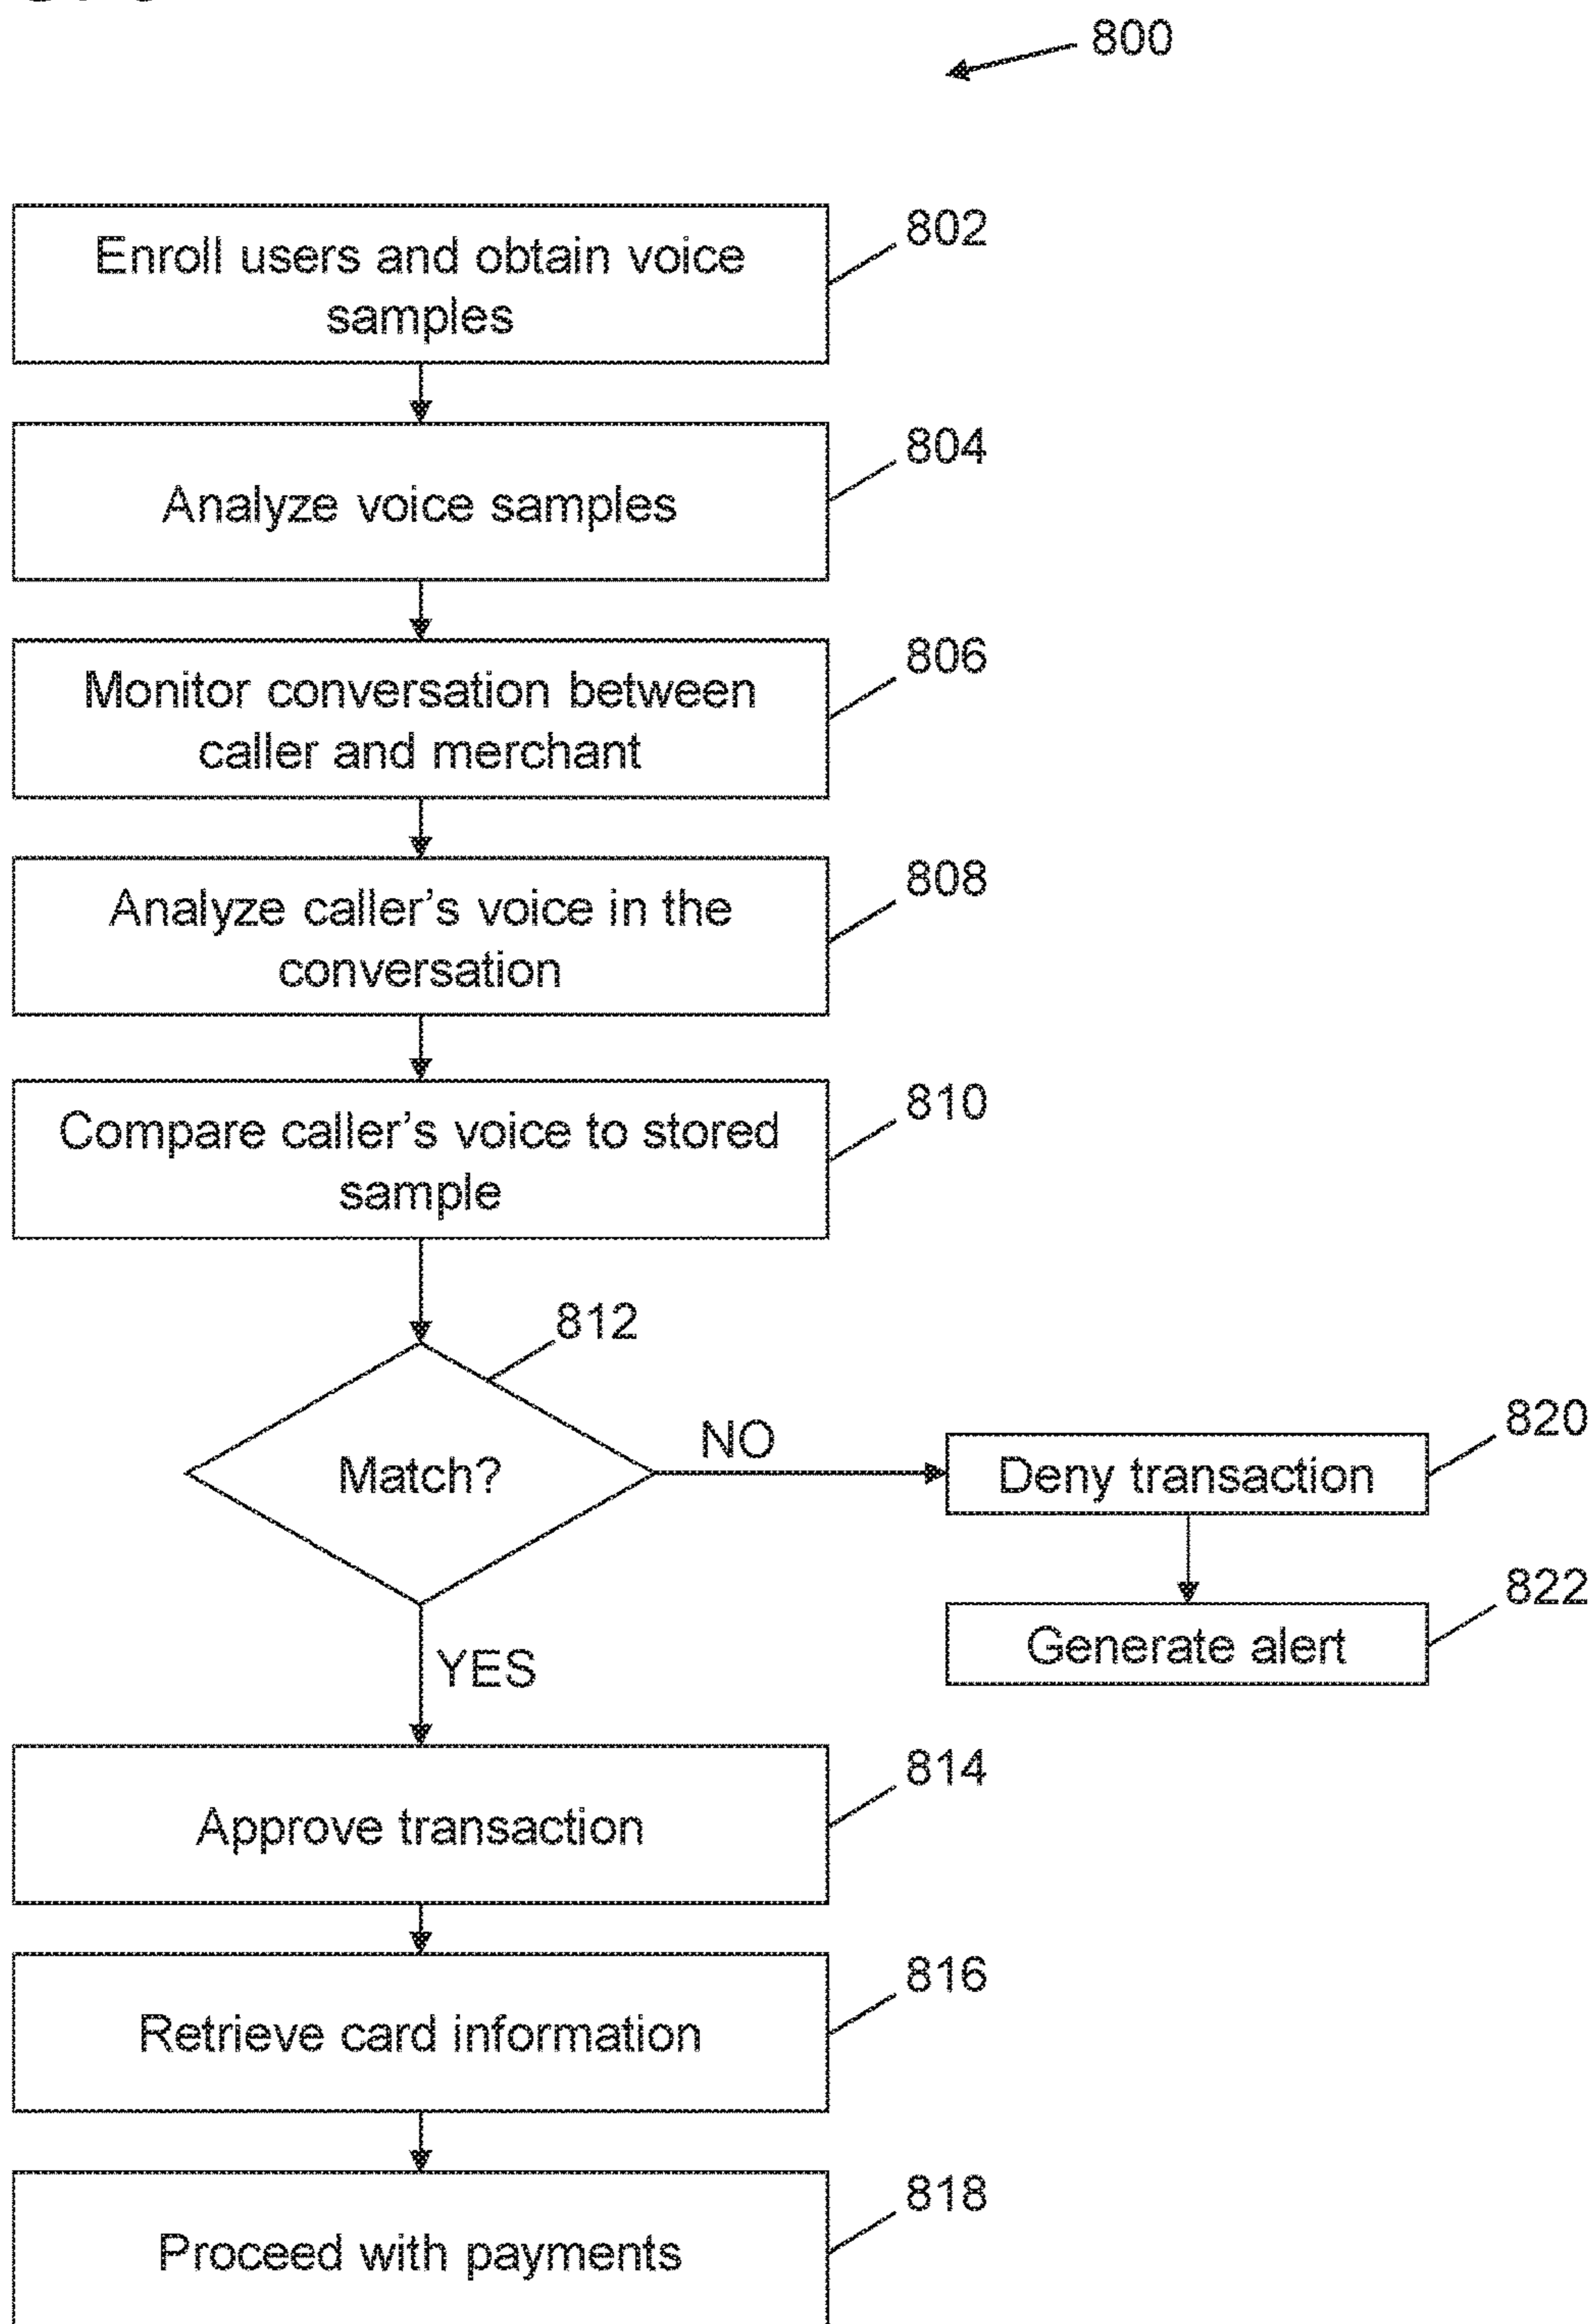 800
Enroll users and obtain voice
samples
802
Analyze voice samples
804
Monitor conversation between
caller and merchant
806
Analyze caller's voice in the
conversation
808
Compare caller's voice to stored
sample
810
812
Match?
NO
YES
Deny transaction
820
Generate alert
822
Approve transaction
814
Retrieve card information
816
Proceed with payments
818